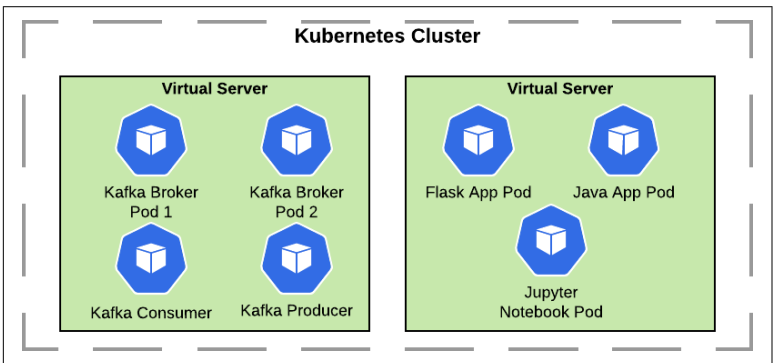 Kubernetes Cluster
Virtual Server
Kafka Broker
Pod 1
Kafka Broker
Pod 2
Kafka Consumer
Kafka Producer
Virtual Server
Flask App Pod
Java App Pod
Jupyter
Notebook Pod